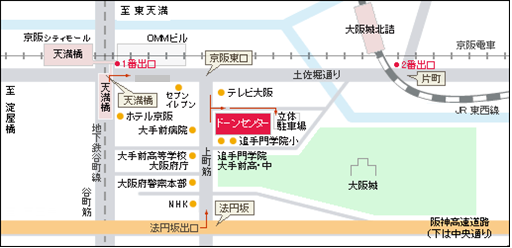 至 東天満
京阪シティモール
OMMビル
天満橋
1番出口
京阪東口
大阪城北詰
京阪電車
2番出口
土佐堀通り
片町
至 淀屋橋
天満橋
天満橋
セブン
イレブン
テレビ大阪
JR東西線
ホテル京阪
大手前病院
ドーンセンター
立体
駐車場
追手門学院小
地下鉄谷町線
谷町筋
上町筋
大手前高等学校
大阪府庁
追手門学院
大手前高・中
大阪府警察本部
大阪城
NHK
法円坂
法円坂出口
阪神高速道路
(下は中央通り)